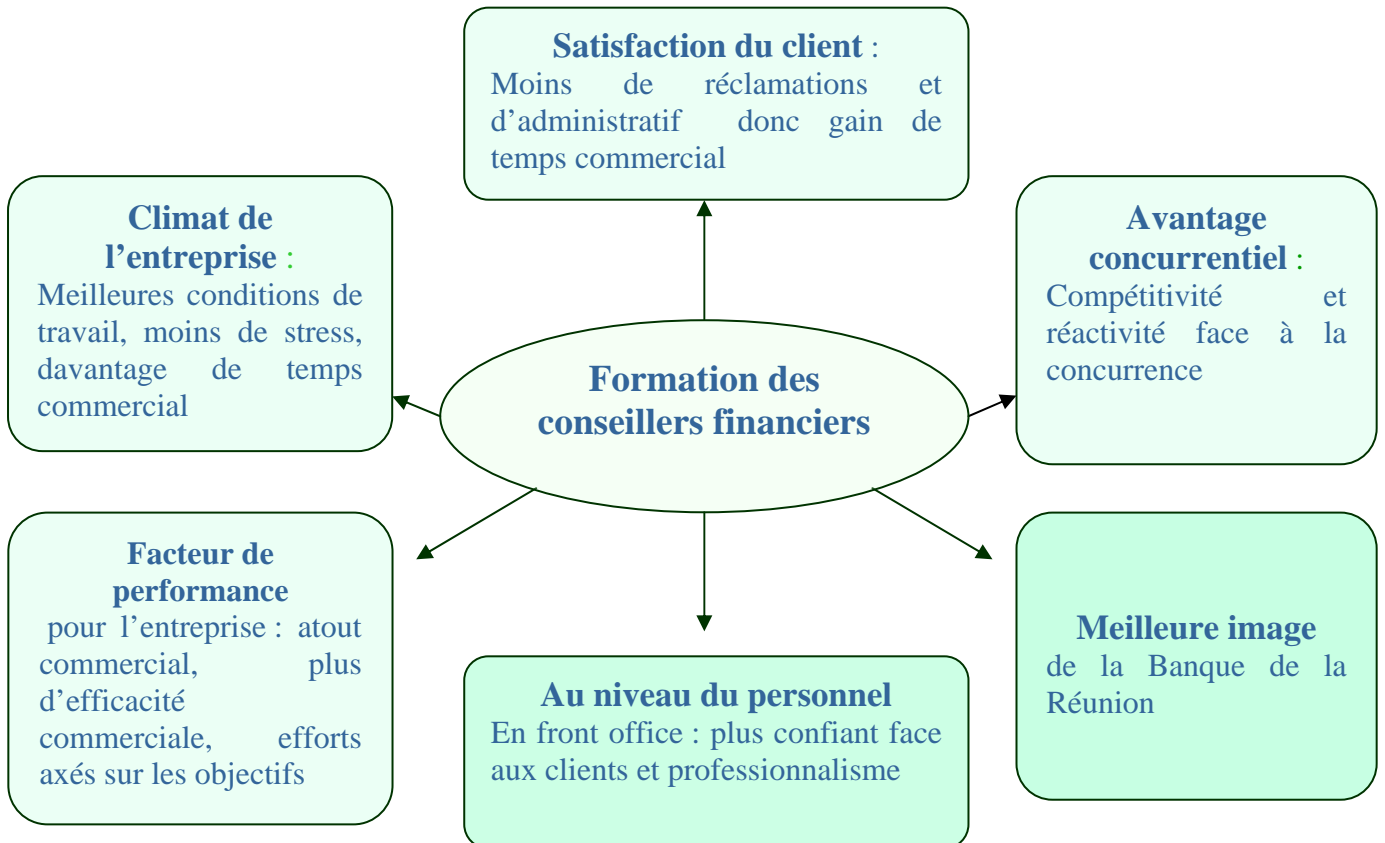 Satisfaction du client :
Moins de réclamations et
d’administratif donc gain de
temps commercial
Climat de
l’entreprise :
Meilleures conditions de
travail, moins de stress,
davantage de temps
commercial
Avantage
concurrentiel :
Compétitivité et
réactivité face à la
concurrence
Formation des
conseillers financiers
Facteur de
performance
pour l’entreprise : atout
commercial, plus
d’efficacité
commerciale, efforts
axés sur les objectifs
Au niveau du personnel
En front office : plus confiant face
aux clients et professionnalisme
Meilleure image
de la Banque de la
Réunion